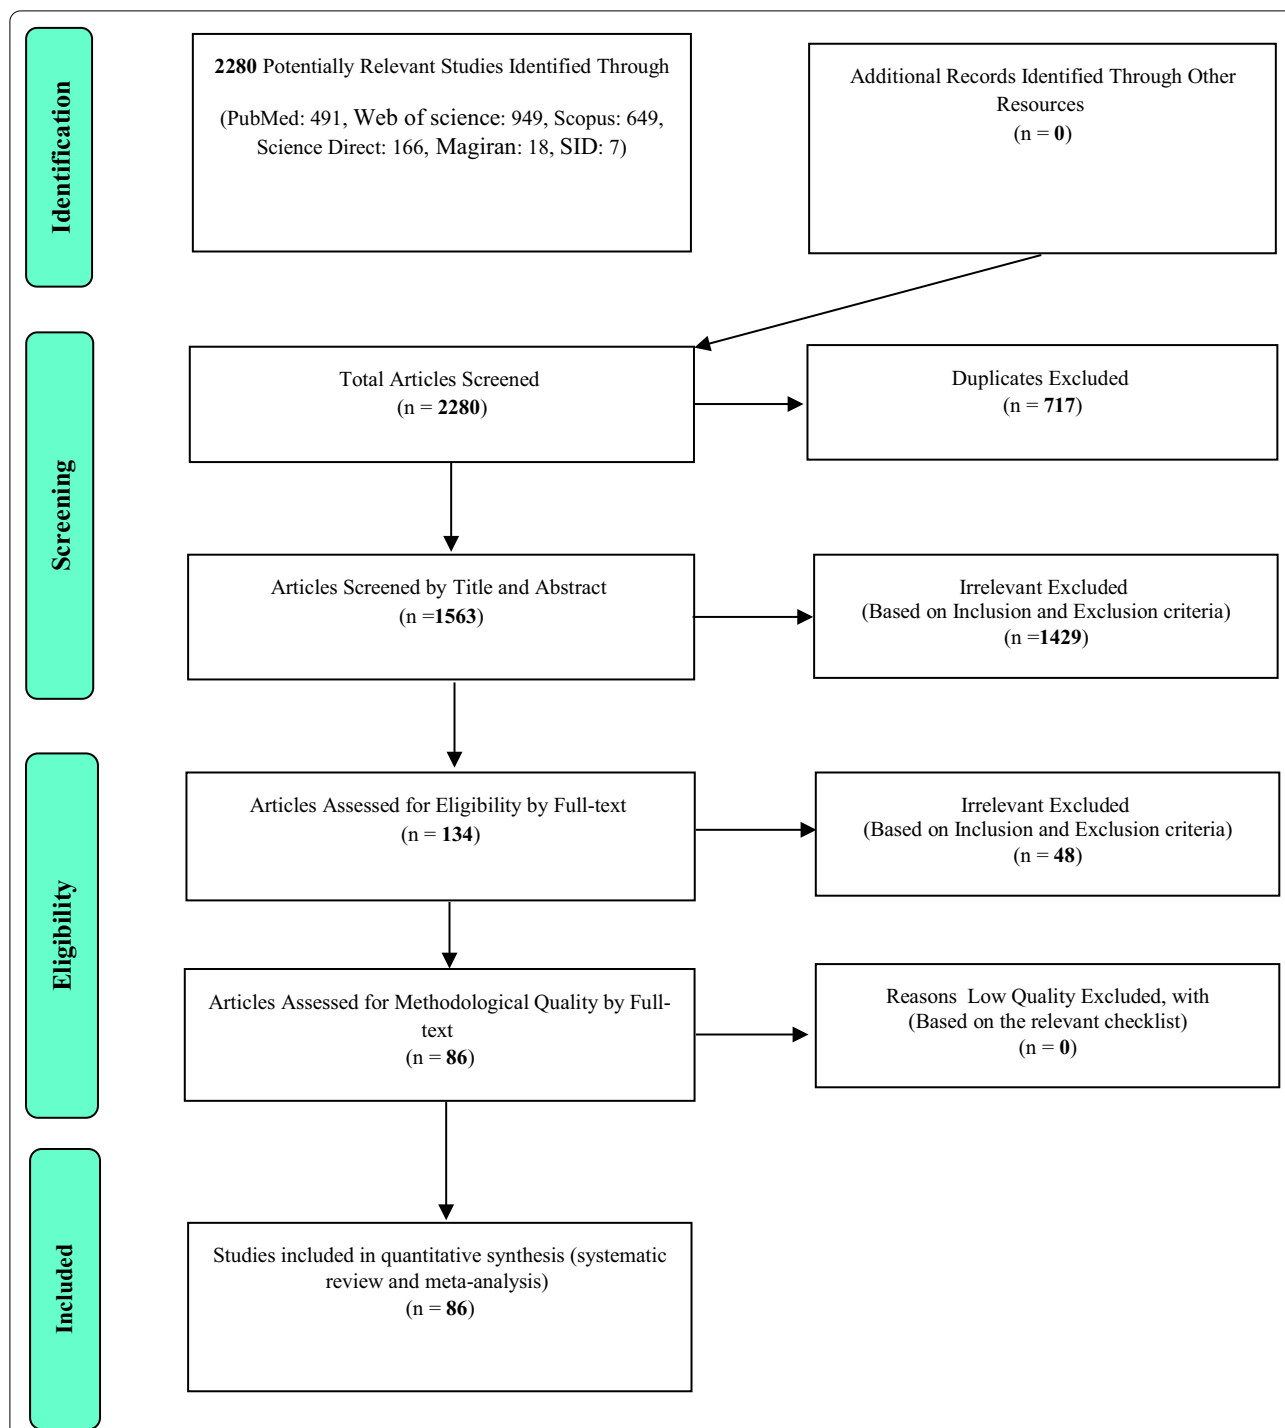 Identification
2280 Potentially Relevant Studies Identified Through
(PubMed: 491, Web of science: 949, Scopus: 649,
Science Direct: 166, Magiran: 18, SID: 7)
Additional Records Identified Through Other
Resources
(n = 0)
Screening
Total Articles Screened
(n = 2280)
Duplicates Excluded
(n = 717)
Articles Screened by Title and Abstract
(n =1563)
Irrelevant Excluded
(Based on Inclusion and Exclusion criteria)
(n =1429)
Eligibility
Articles Assessed for Eligibility by Full-text
(n = 134)
Irrelevant Excluded
(Based on Inclusion and Exclusion criteria)
(n = 48)
Articles Assessed for Methodological Quality by Full-
text
(n = 86)
Reasons  Low Quality Excluded, with
(Based on the relevant checklist)
(n = 0)
Included
Studies included in quantitative synthesis (systematic
review and meta-analysis)
(n = 86)